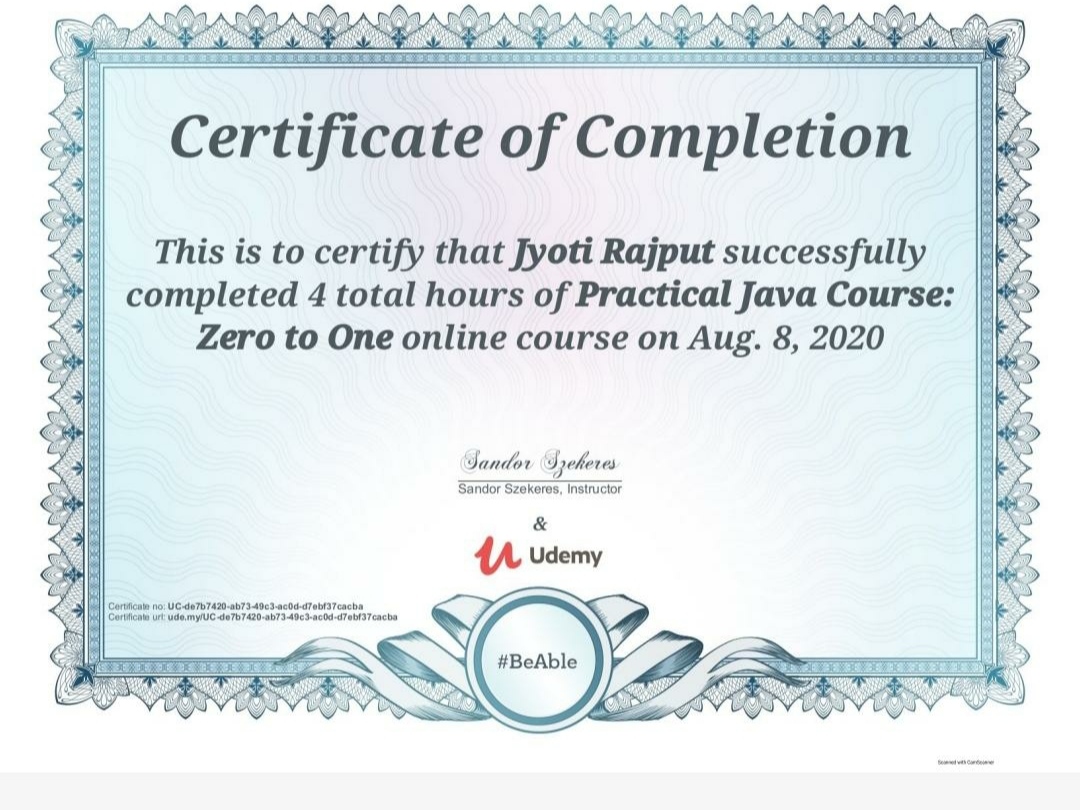 Certificate of Completion
This is to certify that Jyoti Rajput successfully
completed 4 total hours of Practical Java Course:
Zero to One online course on Aug. 8, 2020
Sandor Szekeres
Sandor Szekeres, Instructor
&
Udemy
Certificate no: UC-de7b7420-ab73-49c3-ac0d-d7ebf37cacba
Certificate url: ude.my/UC-de7b7420-ab73-49c3-ac0d-d7ebf37cacba
#BeAble
Scanned with CamScanner